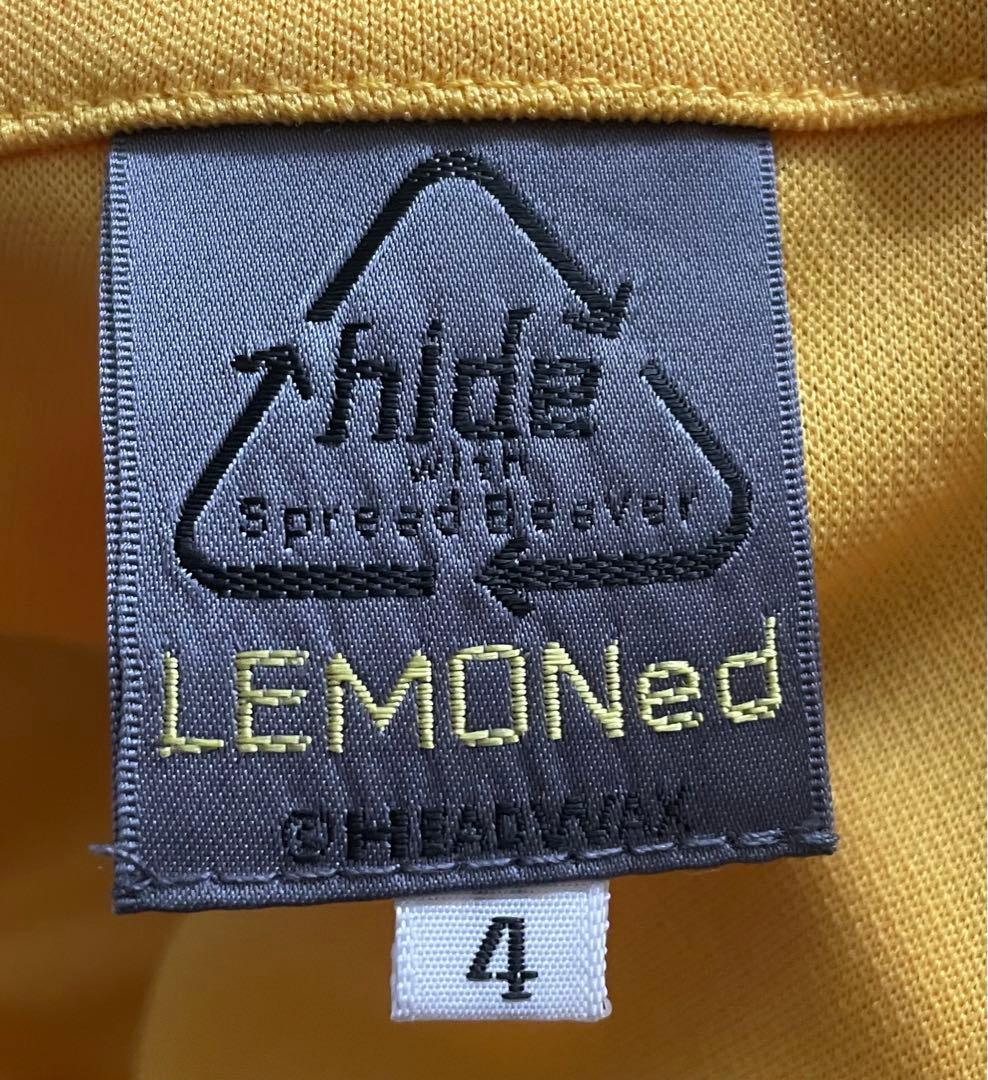 hide
with
Spread Beaver
LEMONed
©HEADWAX
4